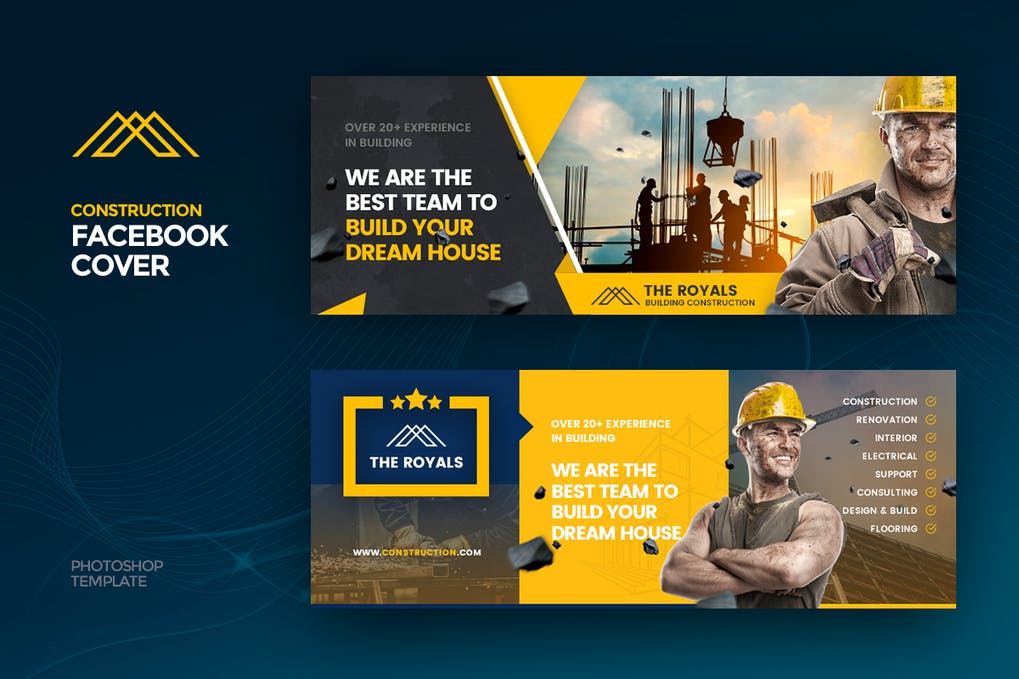 CONSTRUCTION
FACEBOOK
COVER
PHOTOSHOP
TEMPLATE
OVER 20+ EXPERIENCE
IN BUILDING
WE ARE THE
BEST TEAM TO
BUILD YOUR
DREAM HOUSE
THE ROYALS
BUILDING CONSTRUCTION
THE ROYALS
WWW.CONSTRUCTION.COM
OVER 20+ EXPERIENCE
IN BUILDING
WE ARE THE
BEST TEAM TO
BUILD YOUR
DREAM HOUSE
CONSTRUCTION
RENOVATION
INTERIOR
ELECTRICAL
SUPPORT
CONSULTING
DESIGN & BUILD
FLOORING